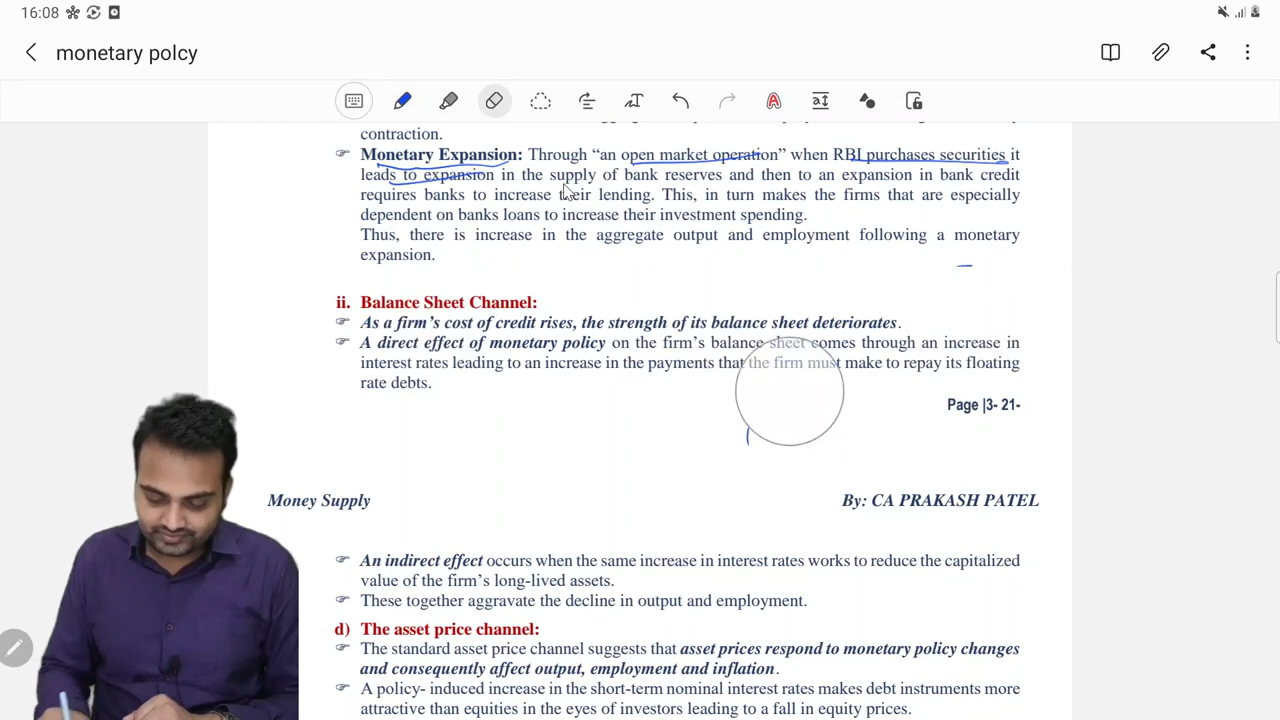 16:08
monetary polcy
contraction.
☞ Monetary Expansion: Through “an open market operation” when RBI purchases securities it
leads to expansion in the supply of bank reserves and then to an expansion in bank credit
requires banks to increase their lending. This, in turn makes the firms that are especially
dependent on banks loans to increase their investment spending.
Thus, there is increase in the aggregate output and employment following a monetary
expansion.
ii. Balance Sheet Channel:
☞ As a firm’s cost of credit rises, the strength of its balance sheet deteriorates.
☞ A direct effect of monetary policy on the firm’s balance sheet comes through an increase in
interest rates leading to an increase in the payments that the firm must make to repay its floating
rate debts.
Page |3- 21-
Money Supply By: CA PRAKASH PATEL
☞ An indirect effect occurs when the same increase in interest rates works to reduce the capitalized
value of the firm’s long-lived assets.
☞ These together aggravate the decline in output and employment.
d) The asset price channel:
☞ The standard asset price channel suggests that asset prices respond to monetary policy changes
and consequently affect output, employment and inflation.
☞ A policy- induced increase in the short-term nominal interest rates makes debt instruments more
attractive than equities in the eyes of investors leading to a fall in equity prices.